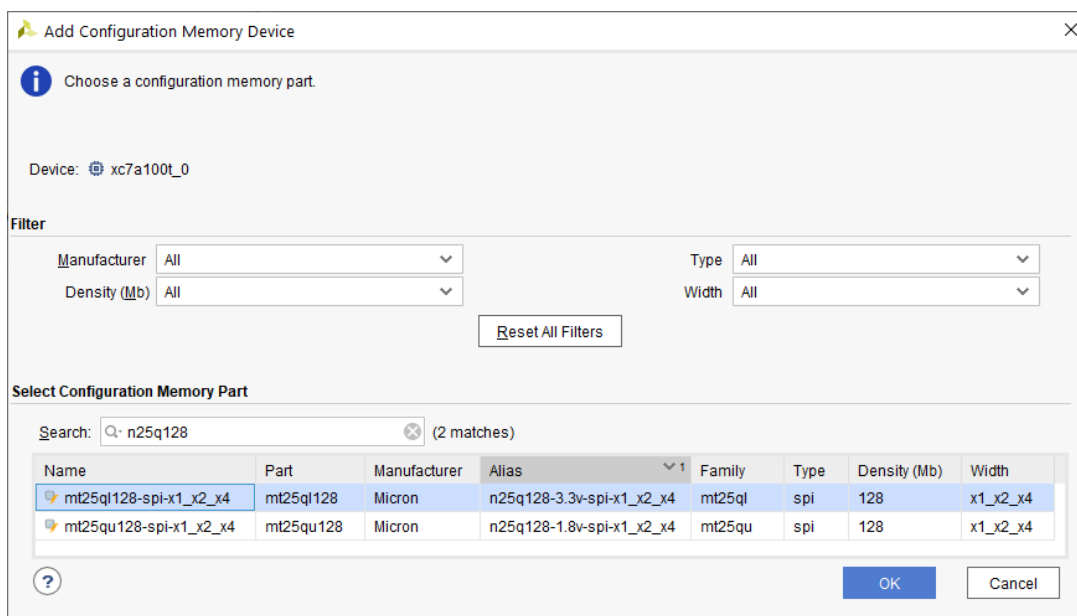 Add Configuration Memory Device
Choose a configuration memory part.
Device: xc7a100t_0
Filter
Manufacturer All Type All
Density (Mb) All Width All
Reset All Filters
Select Configuration Memory Part
Search: n25q128 (2 matches)
Name Part Manufacturer Alias 1 Family Type Density (Mb) Width
mt25ql128-spi-x1_x2_x4 mt25ql128 Micron n25q128-3.3v-spi-x1_x2_x4 mt25ql spi 128 x1_x2_x4
mt25qu128-spi-x1_x2_x4 mt25qu128 Micron n25q128-1.8v-spi-x1_x2_x4 mt25qu spi 128 x1_x2_x4
? OK Cancel